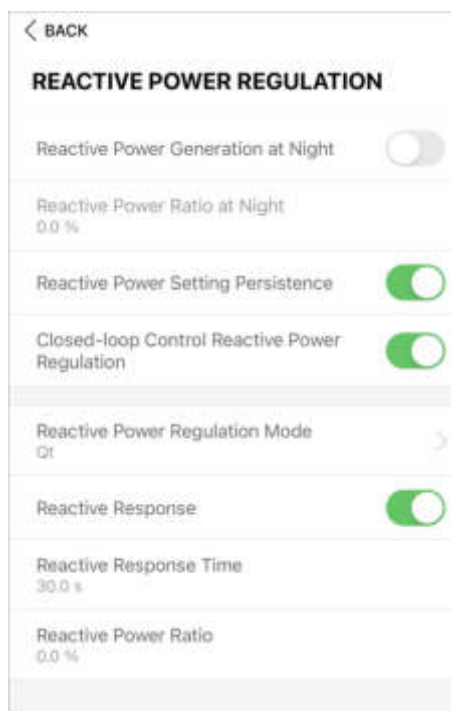 BACK
REACTIVE POWER REGULATION
Reactive Power Generation at Night
Reactive Power Ratio at Night
0.0 %
Reactive Power Setting Persistence
Closed-loop Control Reactive Power
Regulation
Reactive Power Regulation Mode
Qt
Reactive Response
Reactive Response Time
30.0 s
Reactive Power Ratio
0.0 %